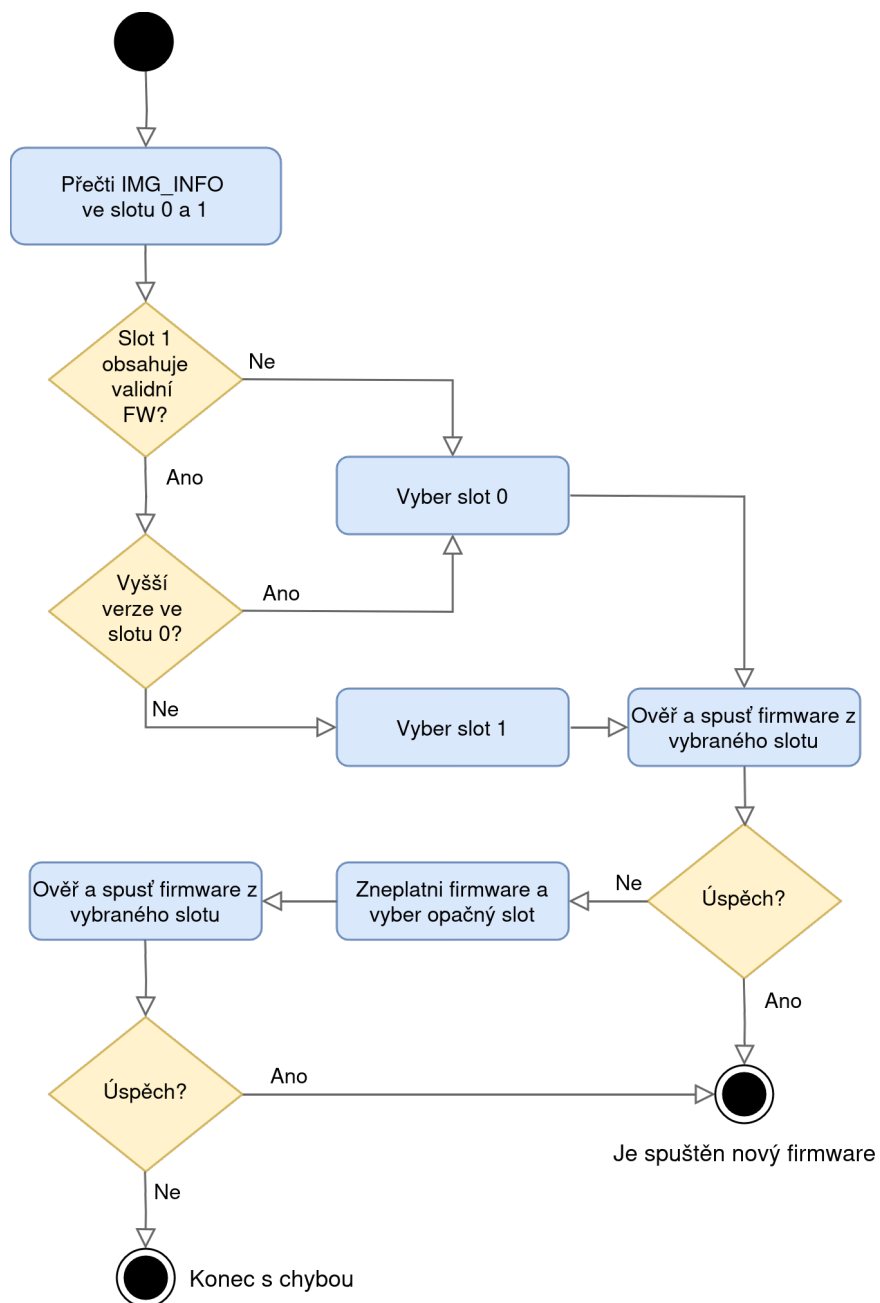 Přečti IMG_INFO
ve slotu 0 a 1
Slot 1
obsahuje
validní
FW?
Ne
Ano
Vyber slot 0
Vyšší
verze ve
slotu 0?
Ano
Ne
Vyber slot 1
Ověř a spusť firmware z
vybraného slotu
Ověř a spusť firmware z
vybraného slotu
Zneplatni firmware a
vyber opačný slot
Ne
Úspěch?
Ano
Úspěch?
Ano
Je spuštěn nový firmware
Ne
Konec s chybou